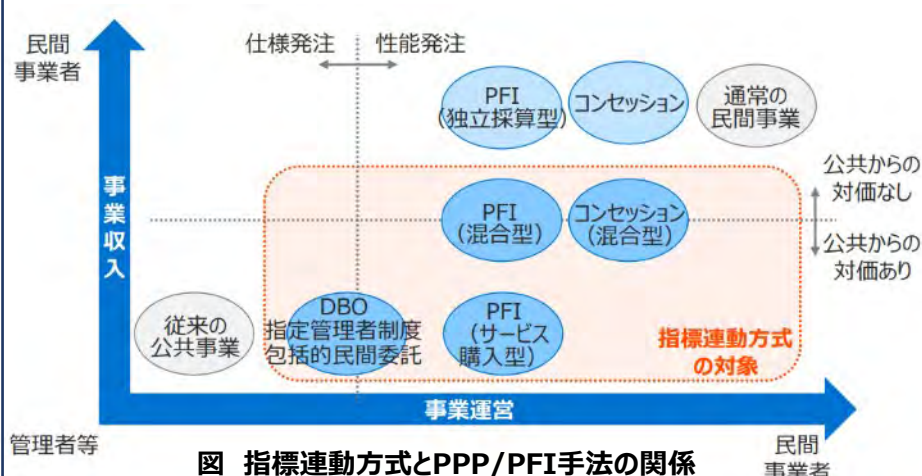 民間
事業者
仕様発注
性能発注
PFI
(独立採算型)
コンセッション
通常の
民間事業
公共からの
対価なし
事業収入
PFI
(混合型)
コンセッション
(混合型)
公共からの
対価あり
従来の
公共事業
DBO
指定管理者制度
包括的民間委託
PFI
(サービス
購入型)
指標連動方式
の対象
事業運営
管理者等
民間
事業者
図 指標連動方式とPPP/PFI手法の関係